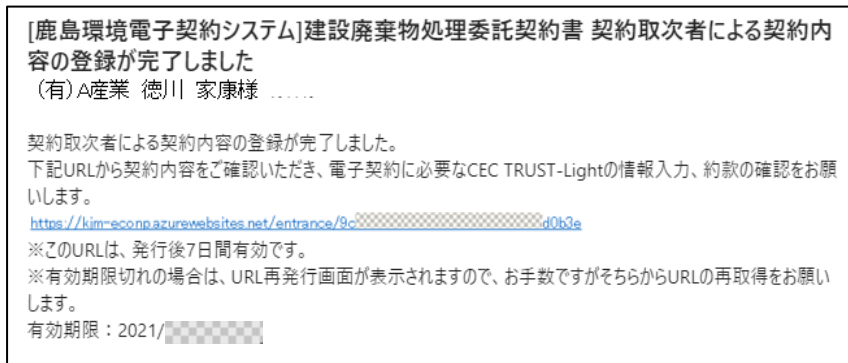 [鹿島環境電子契約システム]建設廃棄物処理委託契約書 契約取次者による契約内
容の登録が完了しました
(有)A産業 徳川 家康様
契約取次者による契約内容の登録が完了しました。
下記URLから契約内容をご確認いただき、電子契約に必要なCEC TRUST-Lightの情報入力、約款の確認をお願
いします。
https://kjm-econp.azurewebsites.net/entrance/9c d0b3e
※このURLは、発行後7日間有効です。
※有効期限切れの場合は、URL再発行画面が表示されますので、お手数ですがそちらからURLの再取得をお願い
します。
有効期限：2021/